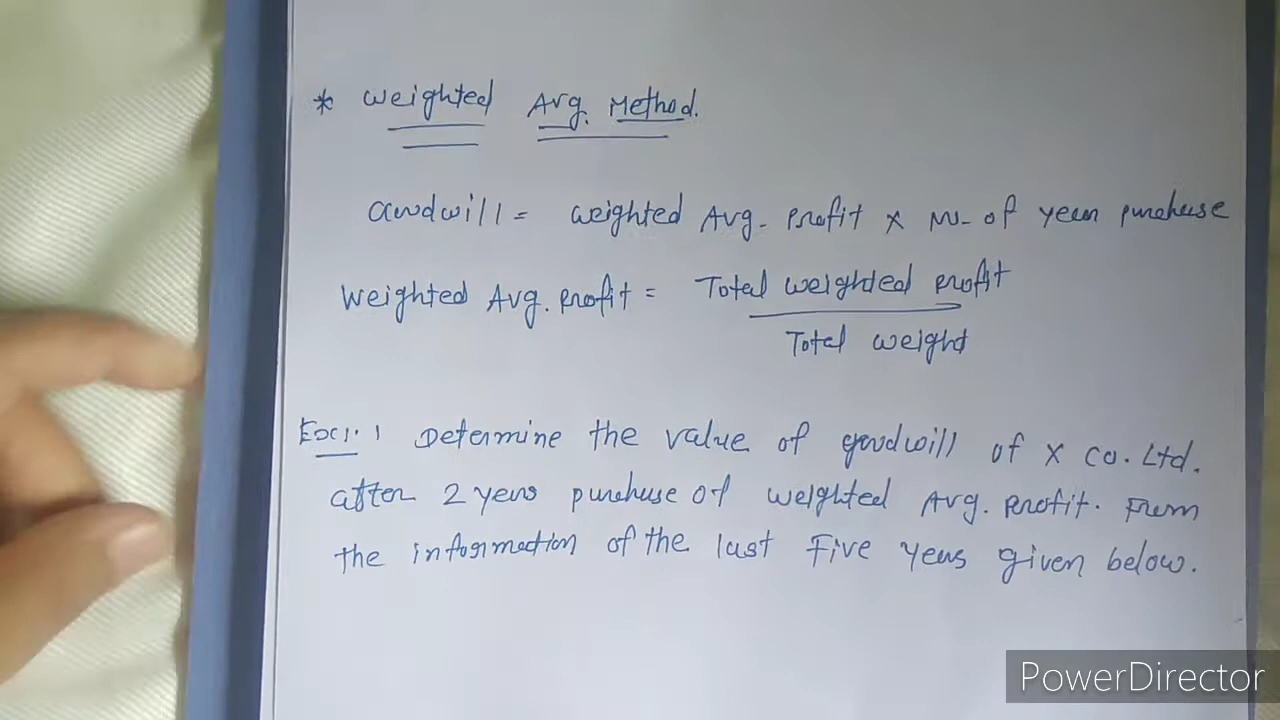 * Weighted Avg. Method.
Goodwill = weighted Avg. Profit × No. of year purchase
Weighted Avg. Profit = Total weighted profit
Total weight
Ex:. 1 Determine the value of goodwill of X Co. Ltd.
after 2 years purchase of weighted Avg. Profit. From
the information of the last Five years given below.
PowerDirector